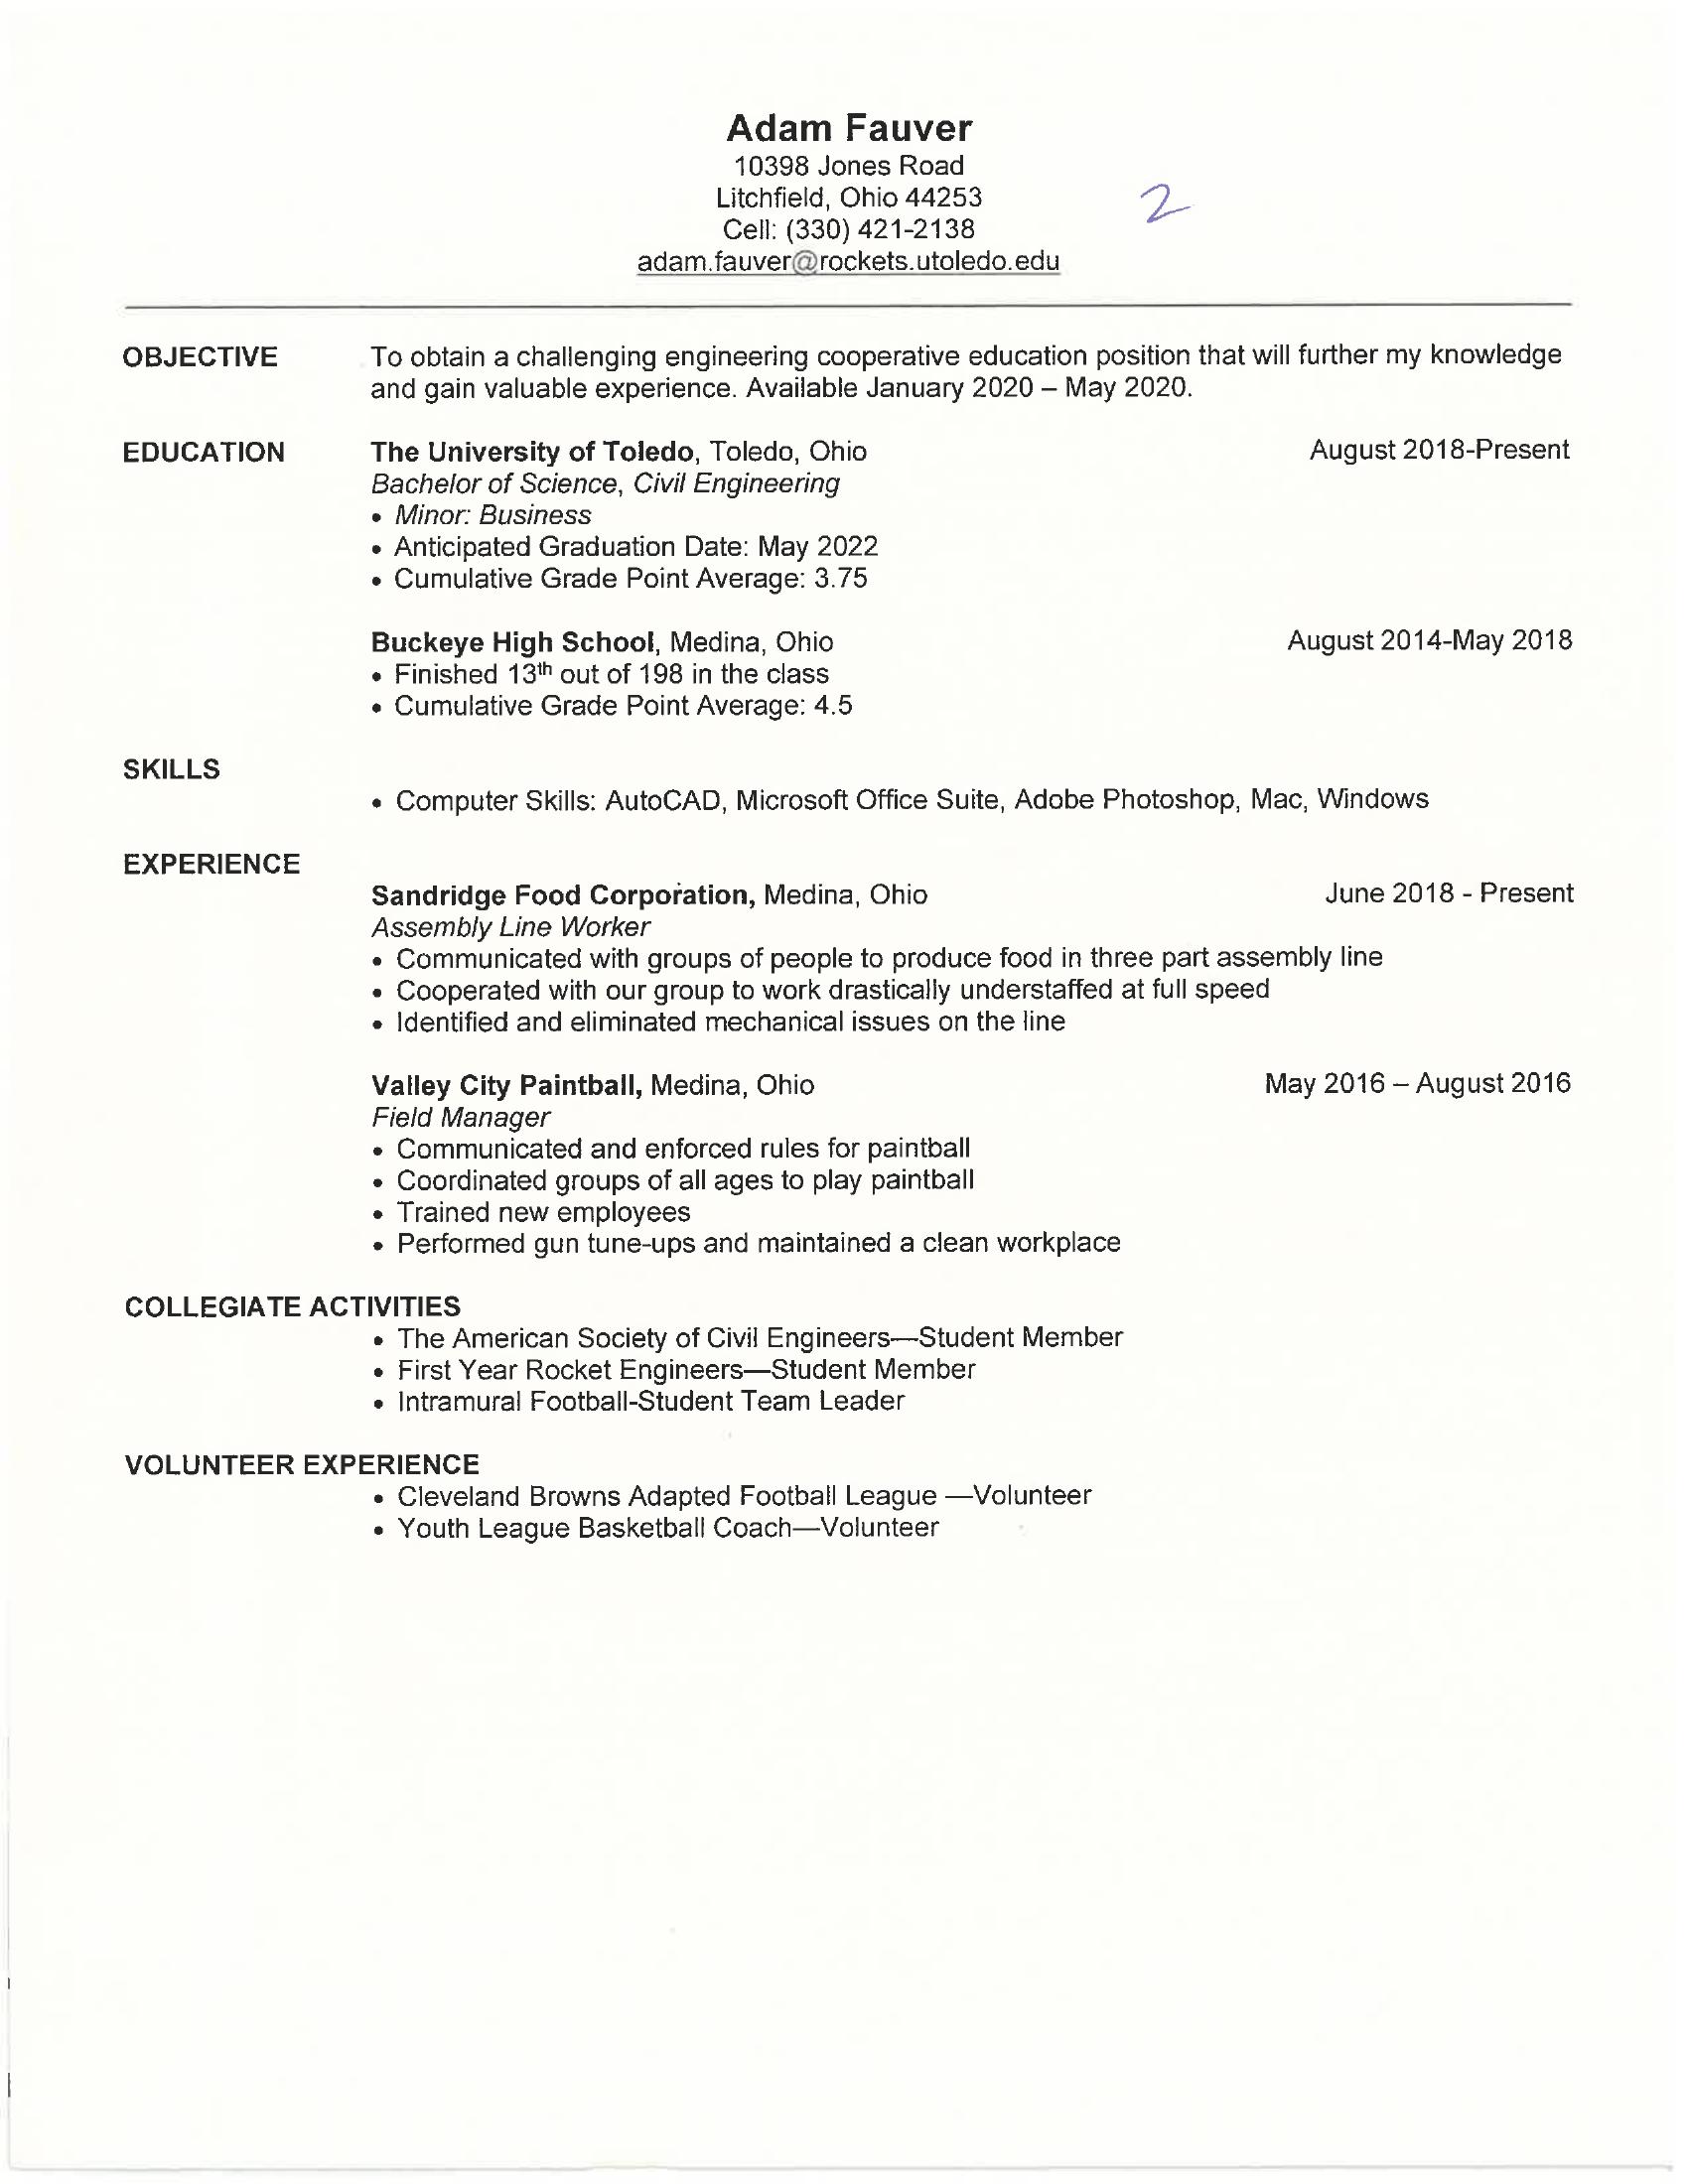 Adam Fauver
10398 Jones Road
Litchfield, Ohio 44253
2
Cell: (330) 421-2138
adam.fauver@rockets.utoledo.edu
OBJECTIVE To obtain a challenging engineering cooperative education position that will further my knowledge
and gain valuable experience. Available January 2020 – May 2020.
EDUCATION The University of Toledo, Toledo, Ohio August 2018-Present
Bachelor of Science, Civil Engineering
• Minor: Business
• Anticipated Graduation Date: May 2022
• Cumulative Grade Point Average: 3.75
Buckeye High School, Medina, Ohio August 2014-May 2018
• Finished 13th out of 198 in the class
• Cumulative Grade Point Average: 4.5
SKILLS
• Computer Skills: AutoCAD, Microsoft Office Suite, Adobe Photoshop, Mac, Windows
EXPERIENCE
Sandridge Food Corporation, Medina, Ohio June 2018 - Present
Assembly Line Worker
• Communicated with groups of people to produce food in three part assembly line
• Cooperated with our group to work drastically understaffed at full speed
• Identified and eliminated mechanical issues on the line
Valley City Paintball, Medina, Ohio May 2016 – August 2016
Field Manager
• Communicated and enforced rules for paintball
• Coordinated groups of all ages to play paintball
• Trained new employees
• Performed gun tune-ups and maintained a clean workplace
COLLEGIATE ACTIVITIES
• The American Society of Civil Engineers—Student Member
• First Year Rocket Engineers—Student Member
• Intramural Football-Student Team Leader
VOLUNTEER EXPERIENCE
• Cleveland Browns Adapted Football League —Volunteer
• Youth League Basketball Coach—Volunteer